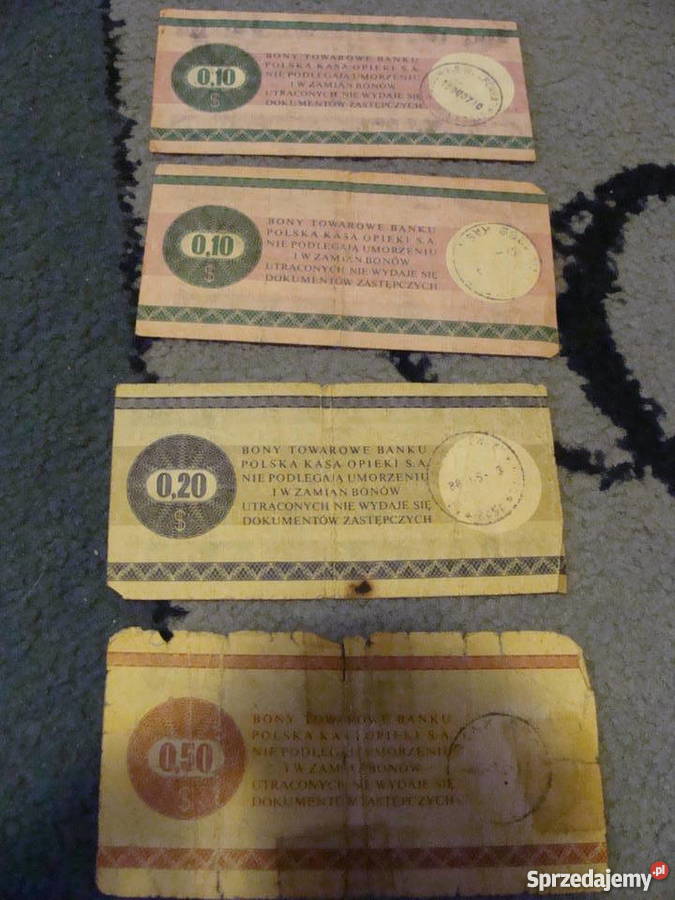 0,10
$
BONY TOWAROWE BANKU
POLSKA KASA OPIEKI S.A.
NIE PODLEGAJĄ UMORZENIU
I W ZAMIAN BONÓW
UTRACONYCH NIE WYDAJE SIĘ
DOKUMENTÓW ZASTĘPCZYCH
0,10
$
BONY TOWAROWE BANKU
POLSKA KASA OPIEKI S.A.
NIE PODLEGAJĄ UMORZENIU
I W ZAMIAN BONÓW
UTRACONYCH NIE WYDAJE SIĘ
DOKUMENTÓW ZASTĘPCZYCH
0,20
$
BONY TOWAROWE BANKU
POLSKA KASA OPIEKI S.A.
NIE PODLEGAJĄ UMORZENIU
I W ZAMIAN BONÓW
UTRACONYCH NIE WYDAJE SIĘ
DOKUMENTÓW ZASTĘPCZYCH
0,50
$
BONY TOWAROWE BANKU
POLSKA KASA OPIEKI S.A.
NIE PODLEGAJĄ UMORZENIU
I W ZAMIAN BONÓW
UTRACONYCH NIE WYDAJE SIĘ
DOKUMENTÓW ZASTĘPCZYCH
Sprzedajemy.pl